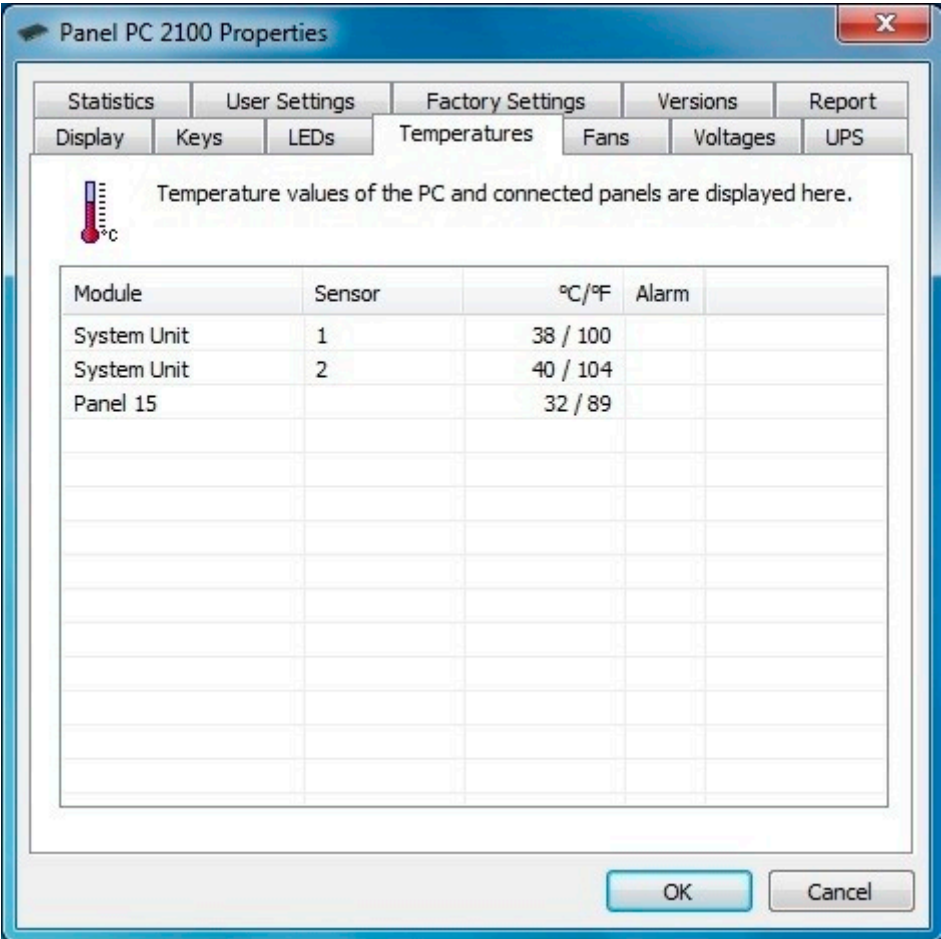 Panel PC 2100 Properties
Statistics User Settings Factory Settings Versions Report
Display Keys LEDs Temperatures Fans Voltages UPS
°C
Temperature values of the PC and connected panels are displayed here.
Module Sensor °C/°F Alarm
System Unit 1 38 / 100
System Unit 2 40 / 104
Panel 15 32 / 89
OK Cancel